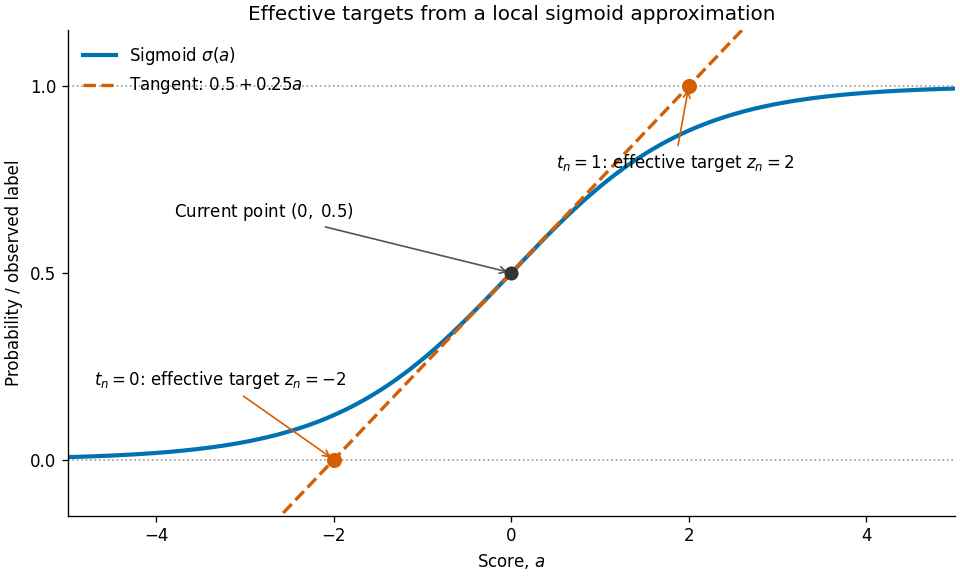 Effective targets from a local sigmoid approximation
Sigmoid σ(a)
Tangent: 0.5 + 0.25a
tₙ = 1: effective target zₙ = 2
Current point (0, 0.5)
tₙ = 0: effective target zₙ = −2
Probability / observed label
1.0
0.5
0.0
−4
−2
0
2
4
Score, a